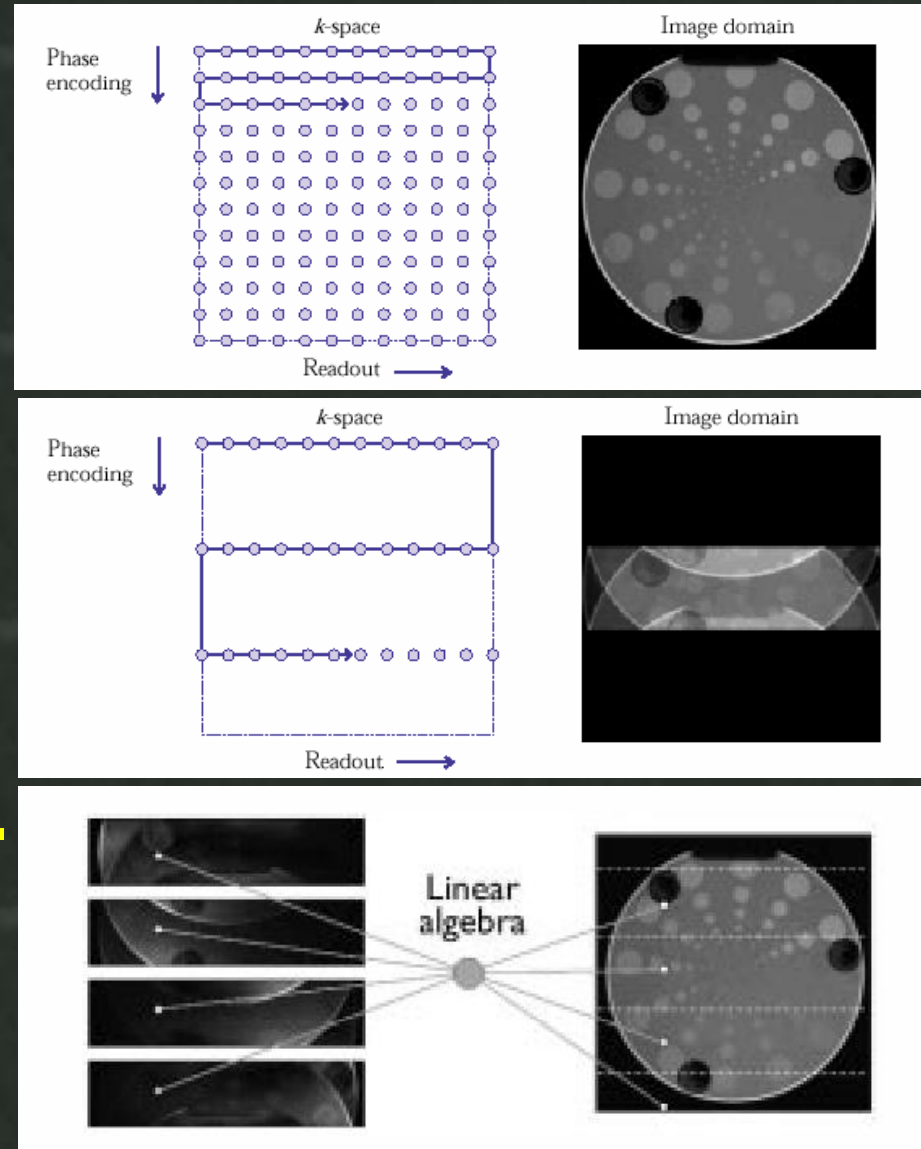 k-space
Image domain
Phase
encoding
Readout
k-space
Image domain
Phase
encoding
Readout
Linear
algebra